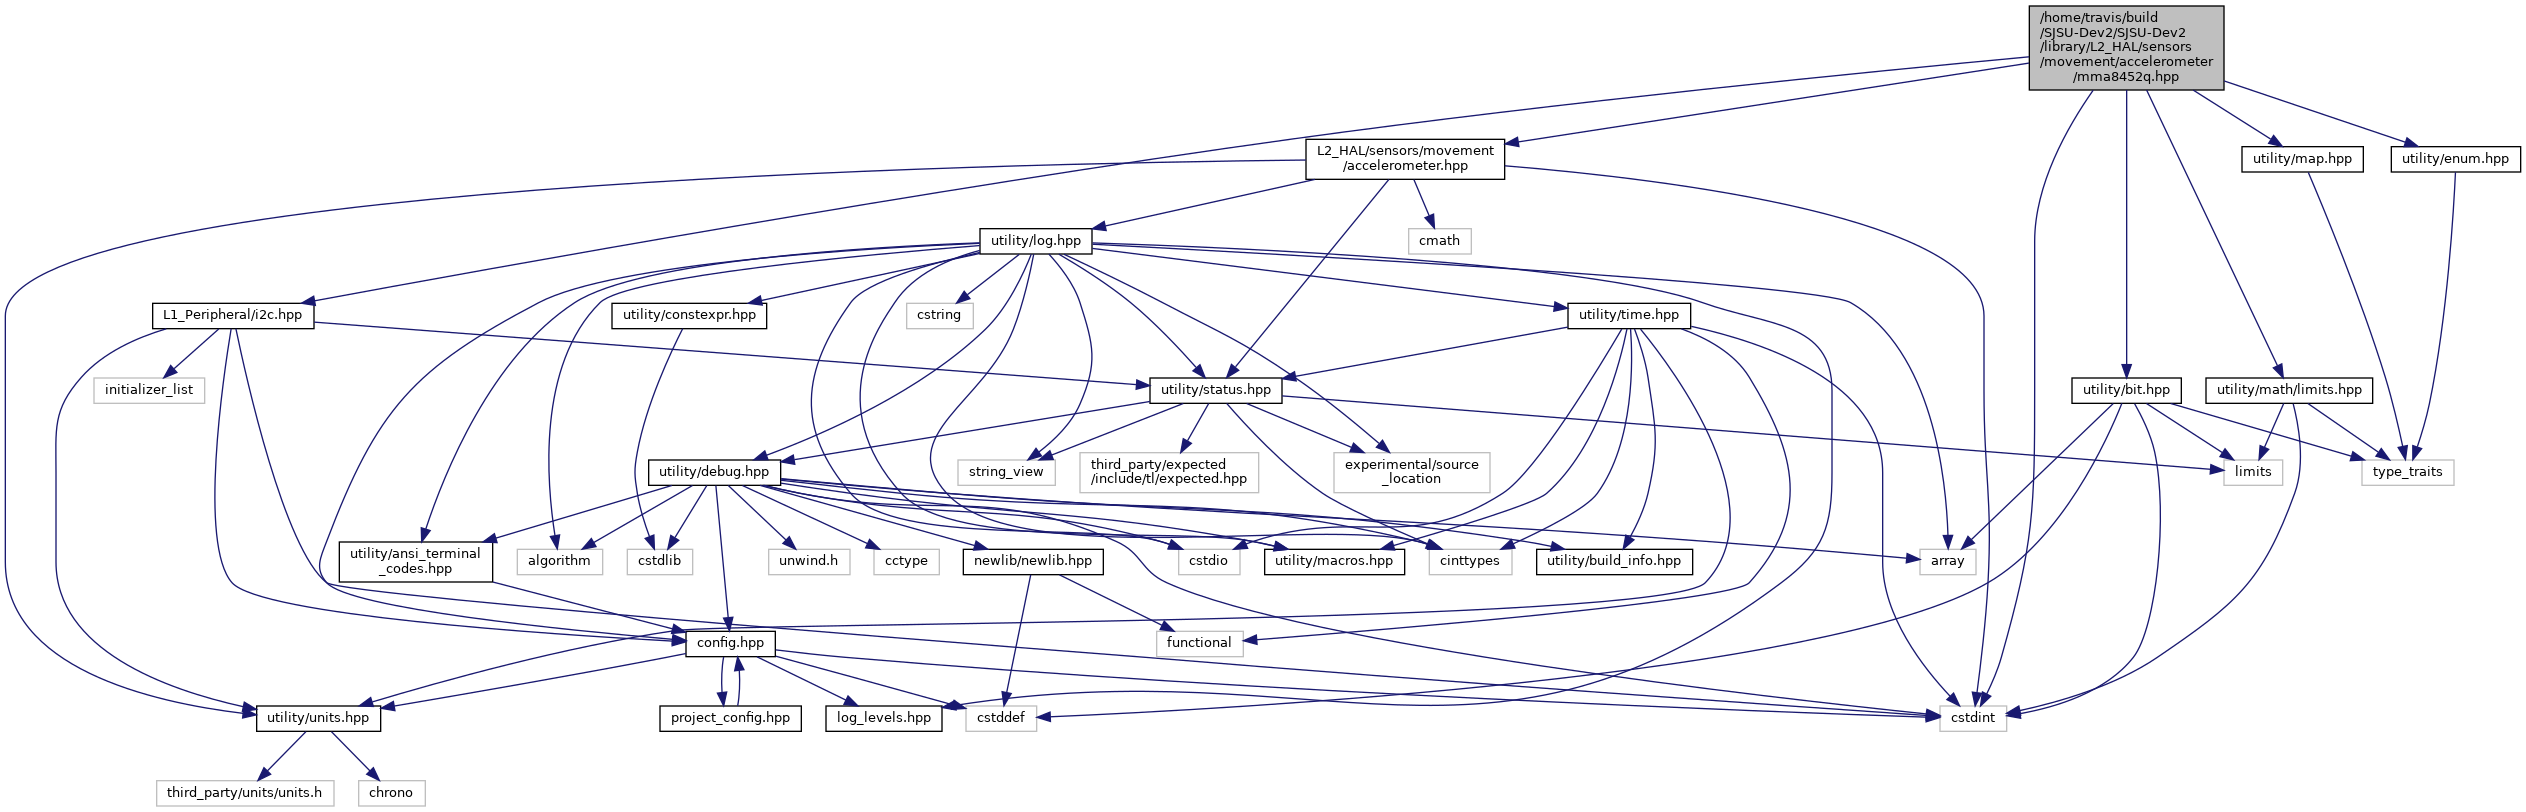 /home/travis/build
/SJSU-Dev2/SJSU-Dev2
/library/L2_HAL/sensors
/movement/accelerometer
/mma8452q.hpp
L2_HAL/sensors/movement
/accelerometer.hpp
utility/map.hpp
utility/enum.hpp
utility/log.hpp
cmath
L1_Peripheral/i2c.hpp
utility/constexpr.hpp
cstring
utility/time.hpp
initializer_list
utility/status.hpp
utility/bit.hpp
utility/math/limits.hpp
utility/debug.hpp
string_view
third_party/expected
/include/tl/expected.hpp
experimental/source
_location
limits
type_traits
utility/ansi_terminal
_codes.hpp
algorithm
cstdlib
unwind.h
cctype
newlib/newlib.hpp
cstdio
utility/macros.hpp
cinttypes
utility/build_info.hpp
array
config.hpp
functional
utility/units.hpp
project_config.hpp
log_levels.hpp
cstddef
cstdint
third_party/units/units.h
chrono